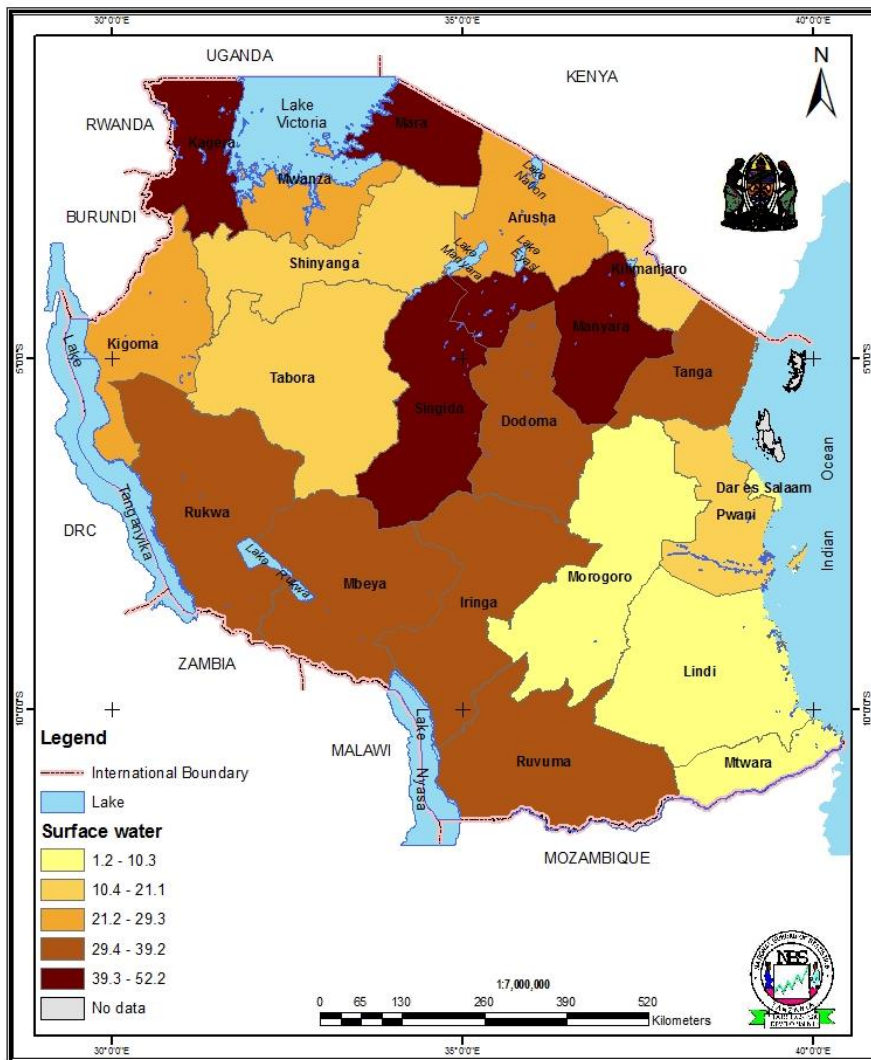 30°0'0"E
35°0'0"E
40°0'0"E
UGANDA
KENYA
N
RWANDA
BURUNDI
Lake
Victoria
Kagera
Mara
Mwanza
Lake
Natron
Arusha
Shinyanga
Lake
Manyara
Lake
Eyasi
Kilimanjaro
Kigoma
Manyara
5°0'0"S
5°0'0"S
Tabora
Singida
Dodoma
Tanga
Lake
Tanganyika
Dar es Salaam
Pwani
Indian
Ocean
DRC
Rukwa
Lake Rukwa
Mbeya
Iringa
Morogoro
ZAMBIA
Lindi
10°0'0"S
10°0'0"S
MALAWI
Lake
Nyasa
Ruvuma
Mtwara
MOZAMBIQUE
Legend
International Boundary
Lake
Surface water
1.2 - 10.3
10.4 - 21.1
21.2 - 29.3
29.4 - 39.2
39.3 - 52.2
No data
1:7,000,000
0 65 130 260 390 520
Kilometers
NBS
30°0'0"E
35°0'0"E
40°0'0"E